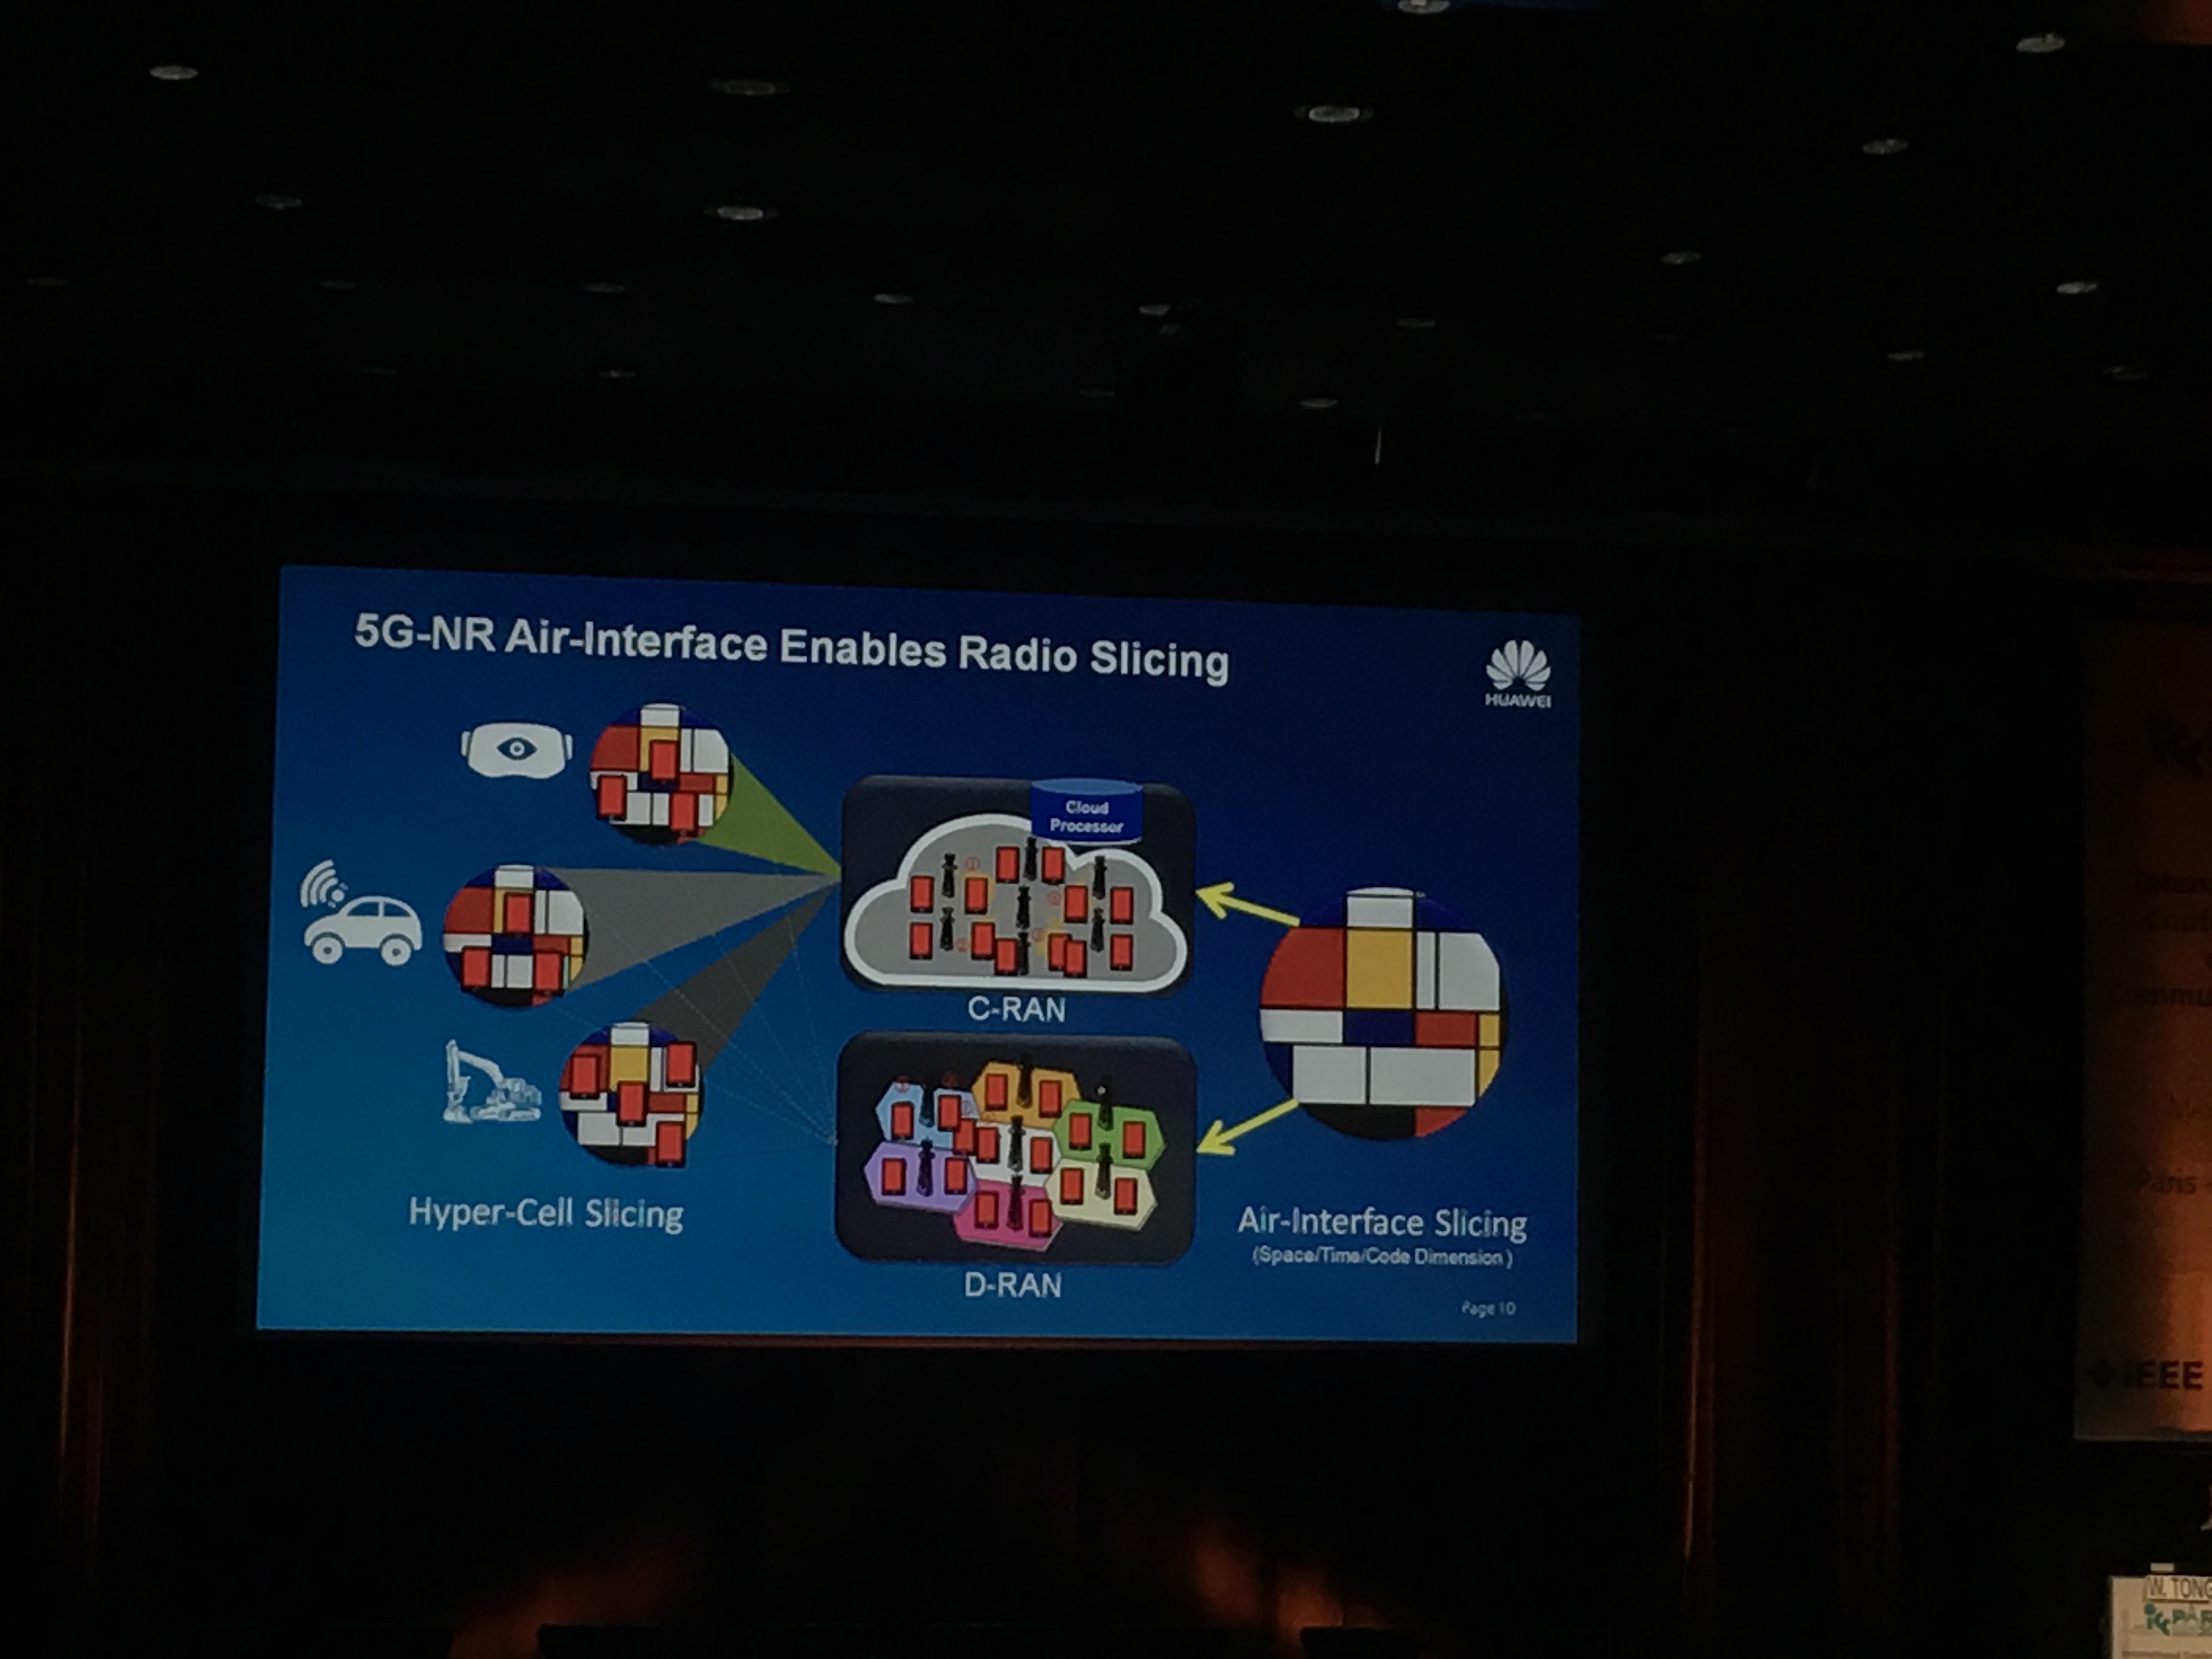 5G-NR Air-Interface Enables Radio Slicing
HUAWEI
Cloud
Processor
C-RAN
Hyper-Cell Slicing
D-RAN
Air-Interface Slicing
(Space/Time/Code Dimension)
Page 10
Paris
IEEE
W. TONG